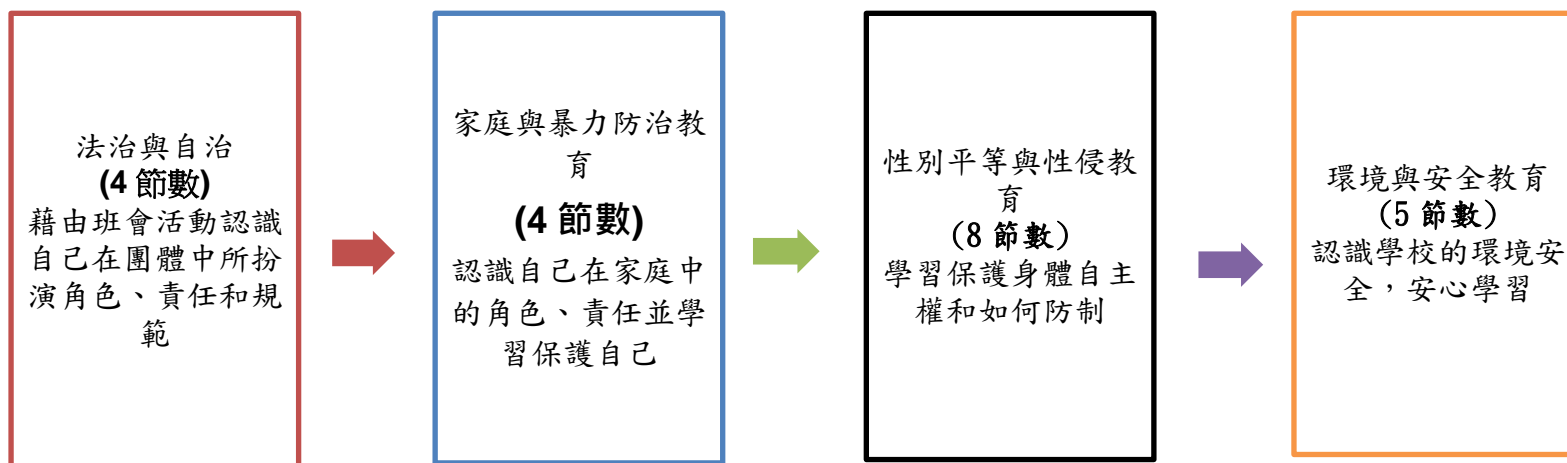 法治與自治
(4 節數)
藉由班會活動認識
自己在團體中所扮
演角色、責任和規
範
家庭與暴力防治教
育
(4 節數)
認識自己在家庭中
的角色、責任並學
習保護自己
性別平等與性侵教
育
(8 節數)
學習保護身體自主
權和如何防制
環境與安全教育
(5 節數)
認識學校的環境安
全，安心學習